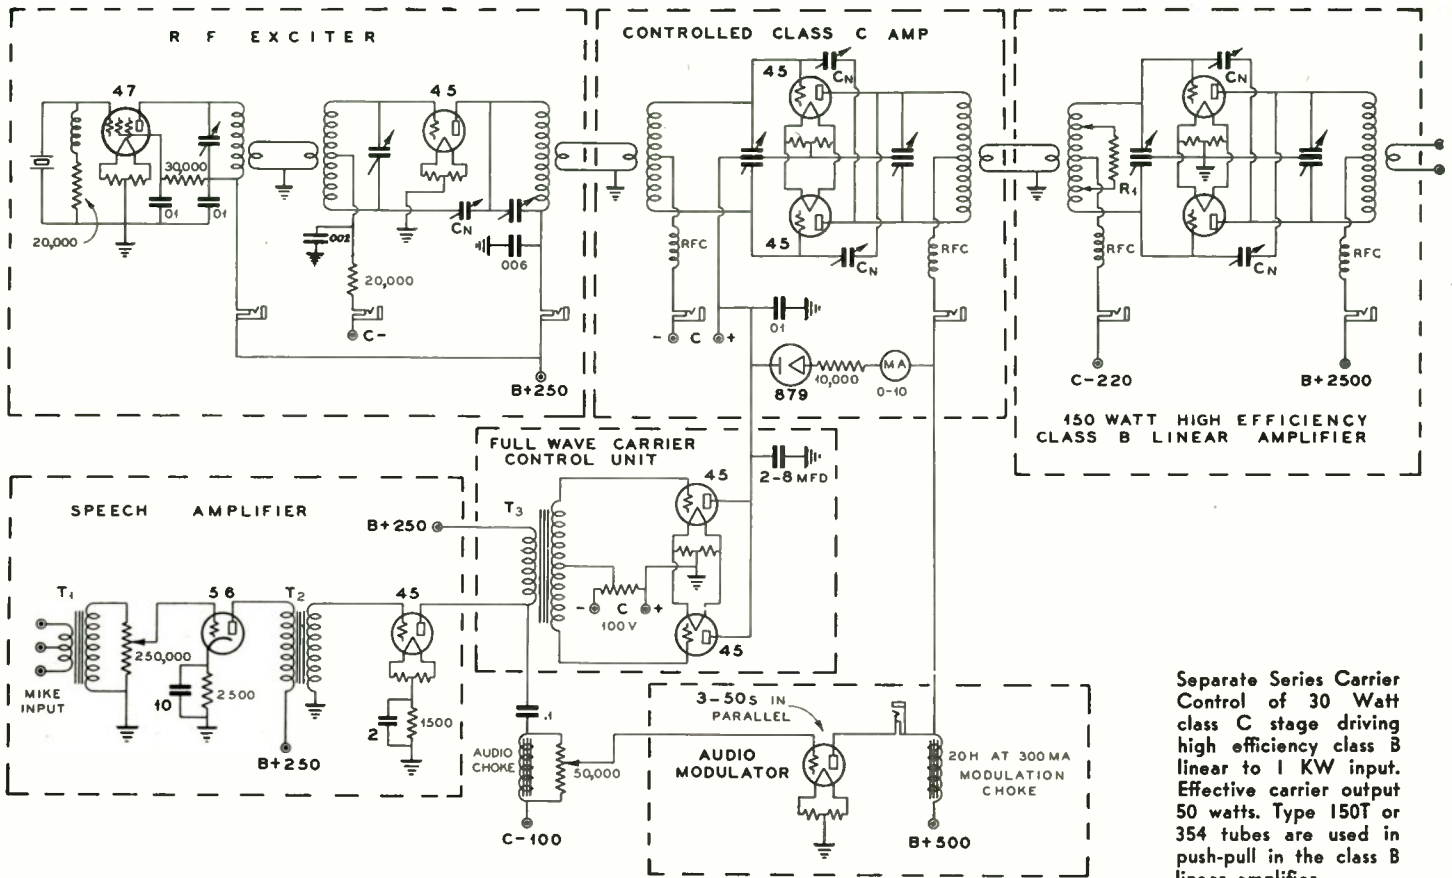 R F EXCITER
47
45
30,000
01
01
20,000
002
CN
006
20,000
C-
B+250
CONTROLLED CLASS C AMP
45
CN
45
CN
RFC
RFC
01
- C +
879
10,000
MA
0-10
CN
R1
RFC
CN
RFC
C-220
B+2500
150 WATT HIGH EFFICIENCY
CLASS B LINEAR AMPLIFIER
FULL WAVE CARRIER
CONTROL UNIT
45
2-8 MFD
T3
B+250
- C +
100V
45
SPEECH AMPLIFIER
T1
56
T2
45
250,000
MIKE
INPUT
10
2500
2
1500
B+250
.1
AUDIO
CHOKE
50,000
C-100
3-50s IN
PARALLEL
AUDIO
MODULATOR
20H AT 300MA
MODULATION
CHOKE
B+500
Separate Series Carrier
Control of 30 Watt
class C stage driving
high efficiency class B
linear to 1 KW input.
Effective carrier output
50 watts. Type 150T or
354 tubes are used in
push-pull in the class B
linear amplifier